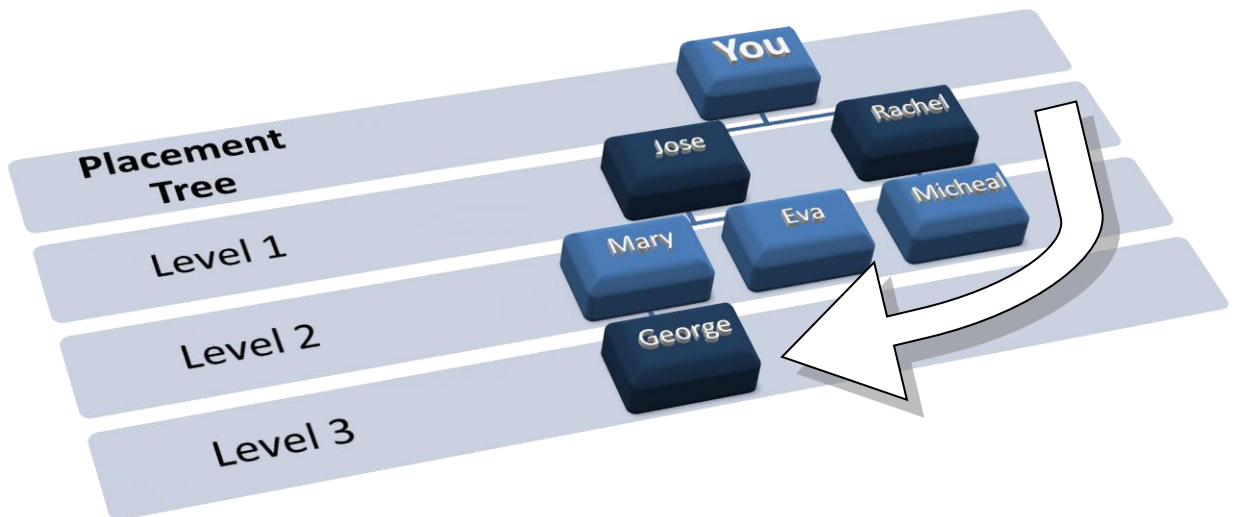 You
Placement
Tree
Jose
Rachel
Level 1
Mary
Eva
Micheal
Level 2
George
Level 3